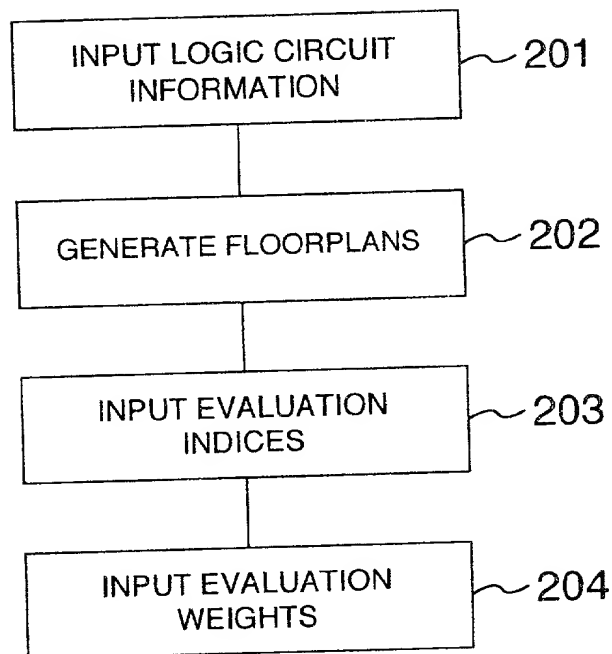 INPUT LOGIC CIRCUIT
INFORMATION
201
GENERATE FLOORPLANS
202
INPUT EVALUATION
INDICES
203
INPUT EVALUATION
WEIGHTS
204